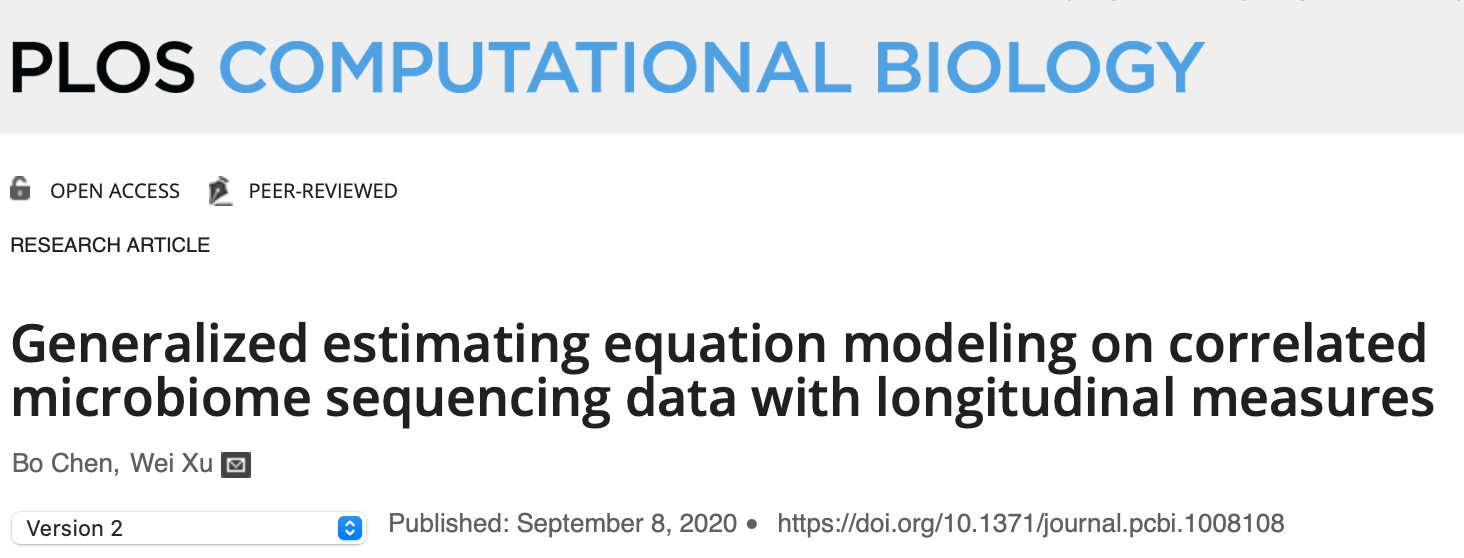 PLOS COMPUTATIONAL BIOLOGY
OPEN ACCESS PEER-REVIEWED
RESEARCH ARTICLE
Generalized estimating equation modeling on correlated
microbiome sequencing data with longitudinal measures
Bo Chen, Wei Xu
Version 2 Published: September 8, 2020 • https://doi.org/10.1371/journal.pcbi.1008108